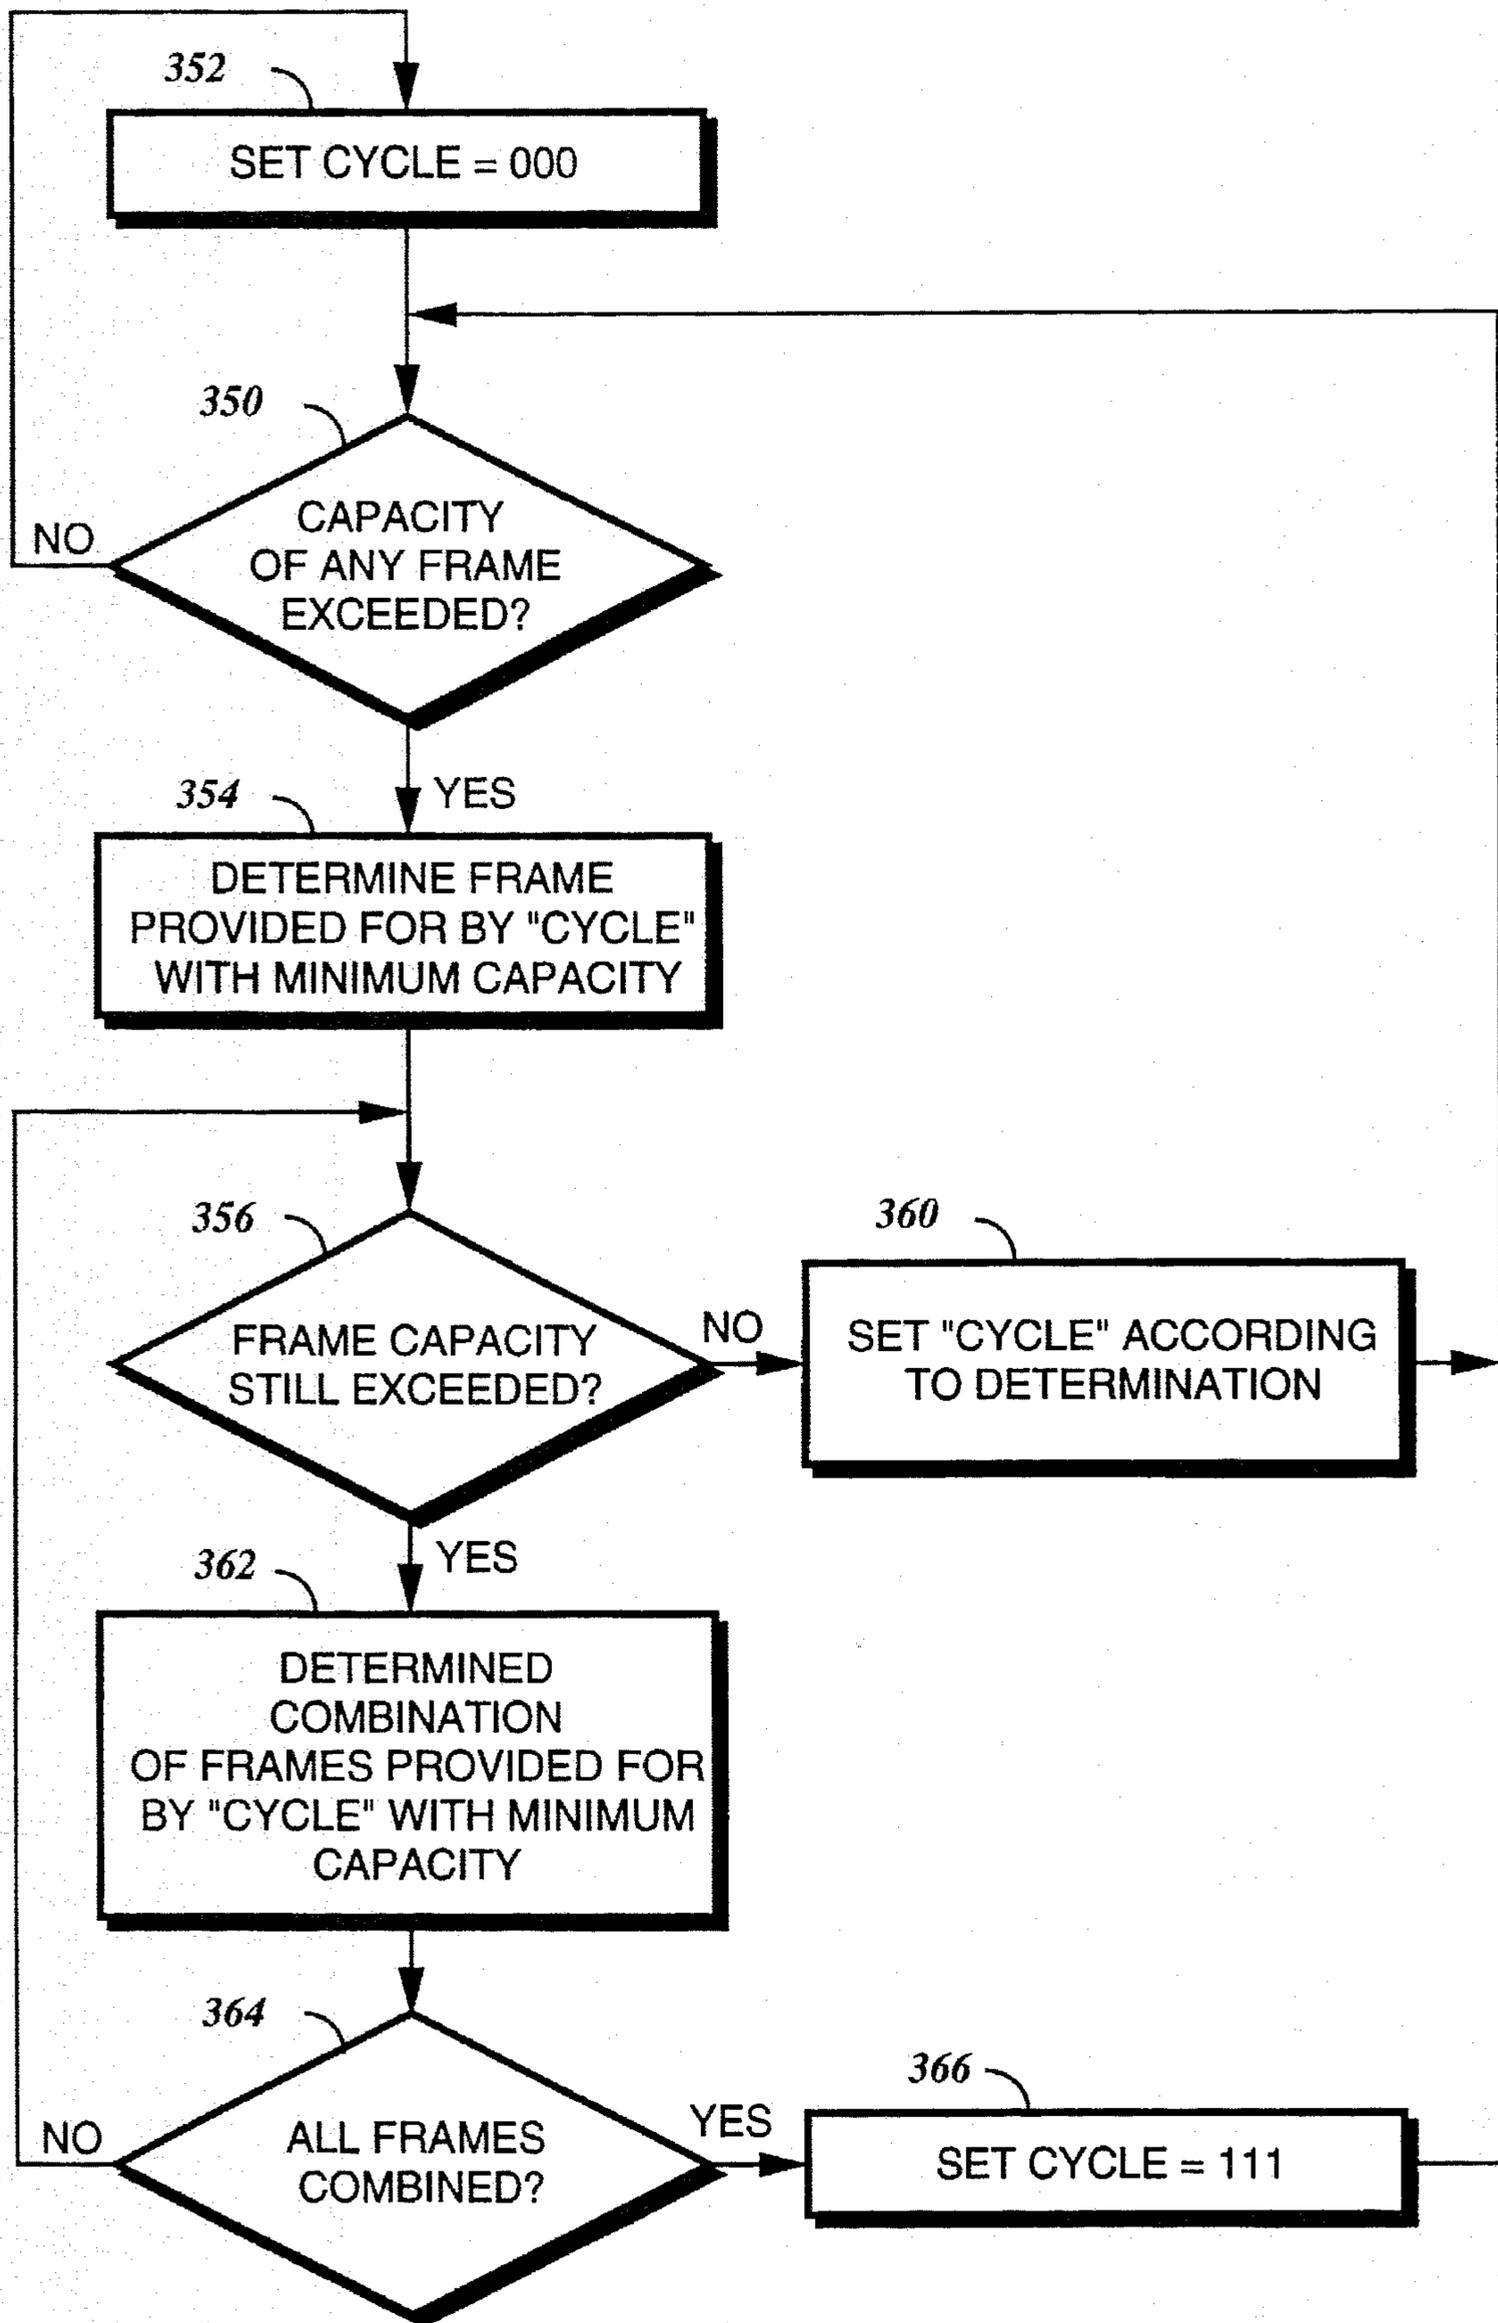 352
SET CYCLE = 000
350
CAPACITY
OF ANY FRAME
EXCEEDED?
NO
YES
354
DETERMINE FRAME
PROVIDED FOR BY "CYCLE"
WITH MINIMUM CAPACITY
356
FRAME CAPACITY
STILL EXCEEDED?
NO
360
SET "CYCLE" ACCORDING
TO DETERMINATION
YES
362
DETERMINED
COMBINATION
OF FRAMES PROVIDED FOR
BY "CYCLE" WITH MINIMUM
CAPACITY
364
ALL FRAMES
COMBINED?
NO
YES
366
SET CYCLE = 111